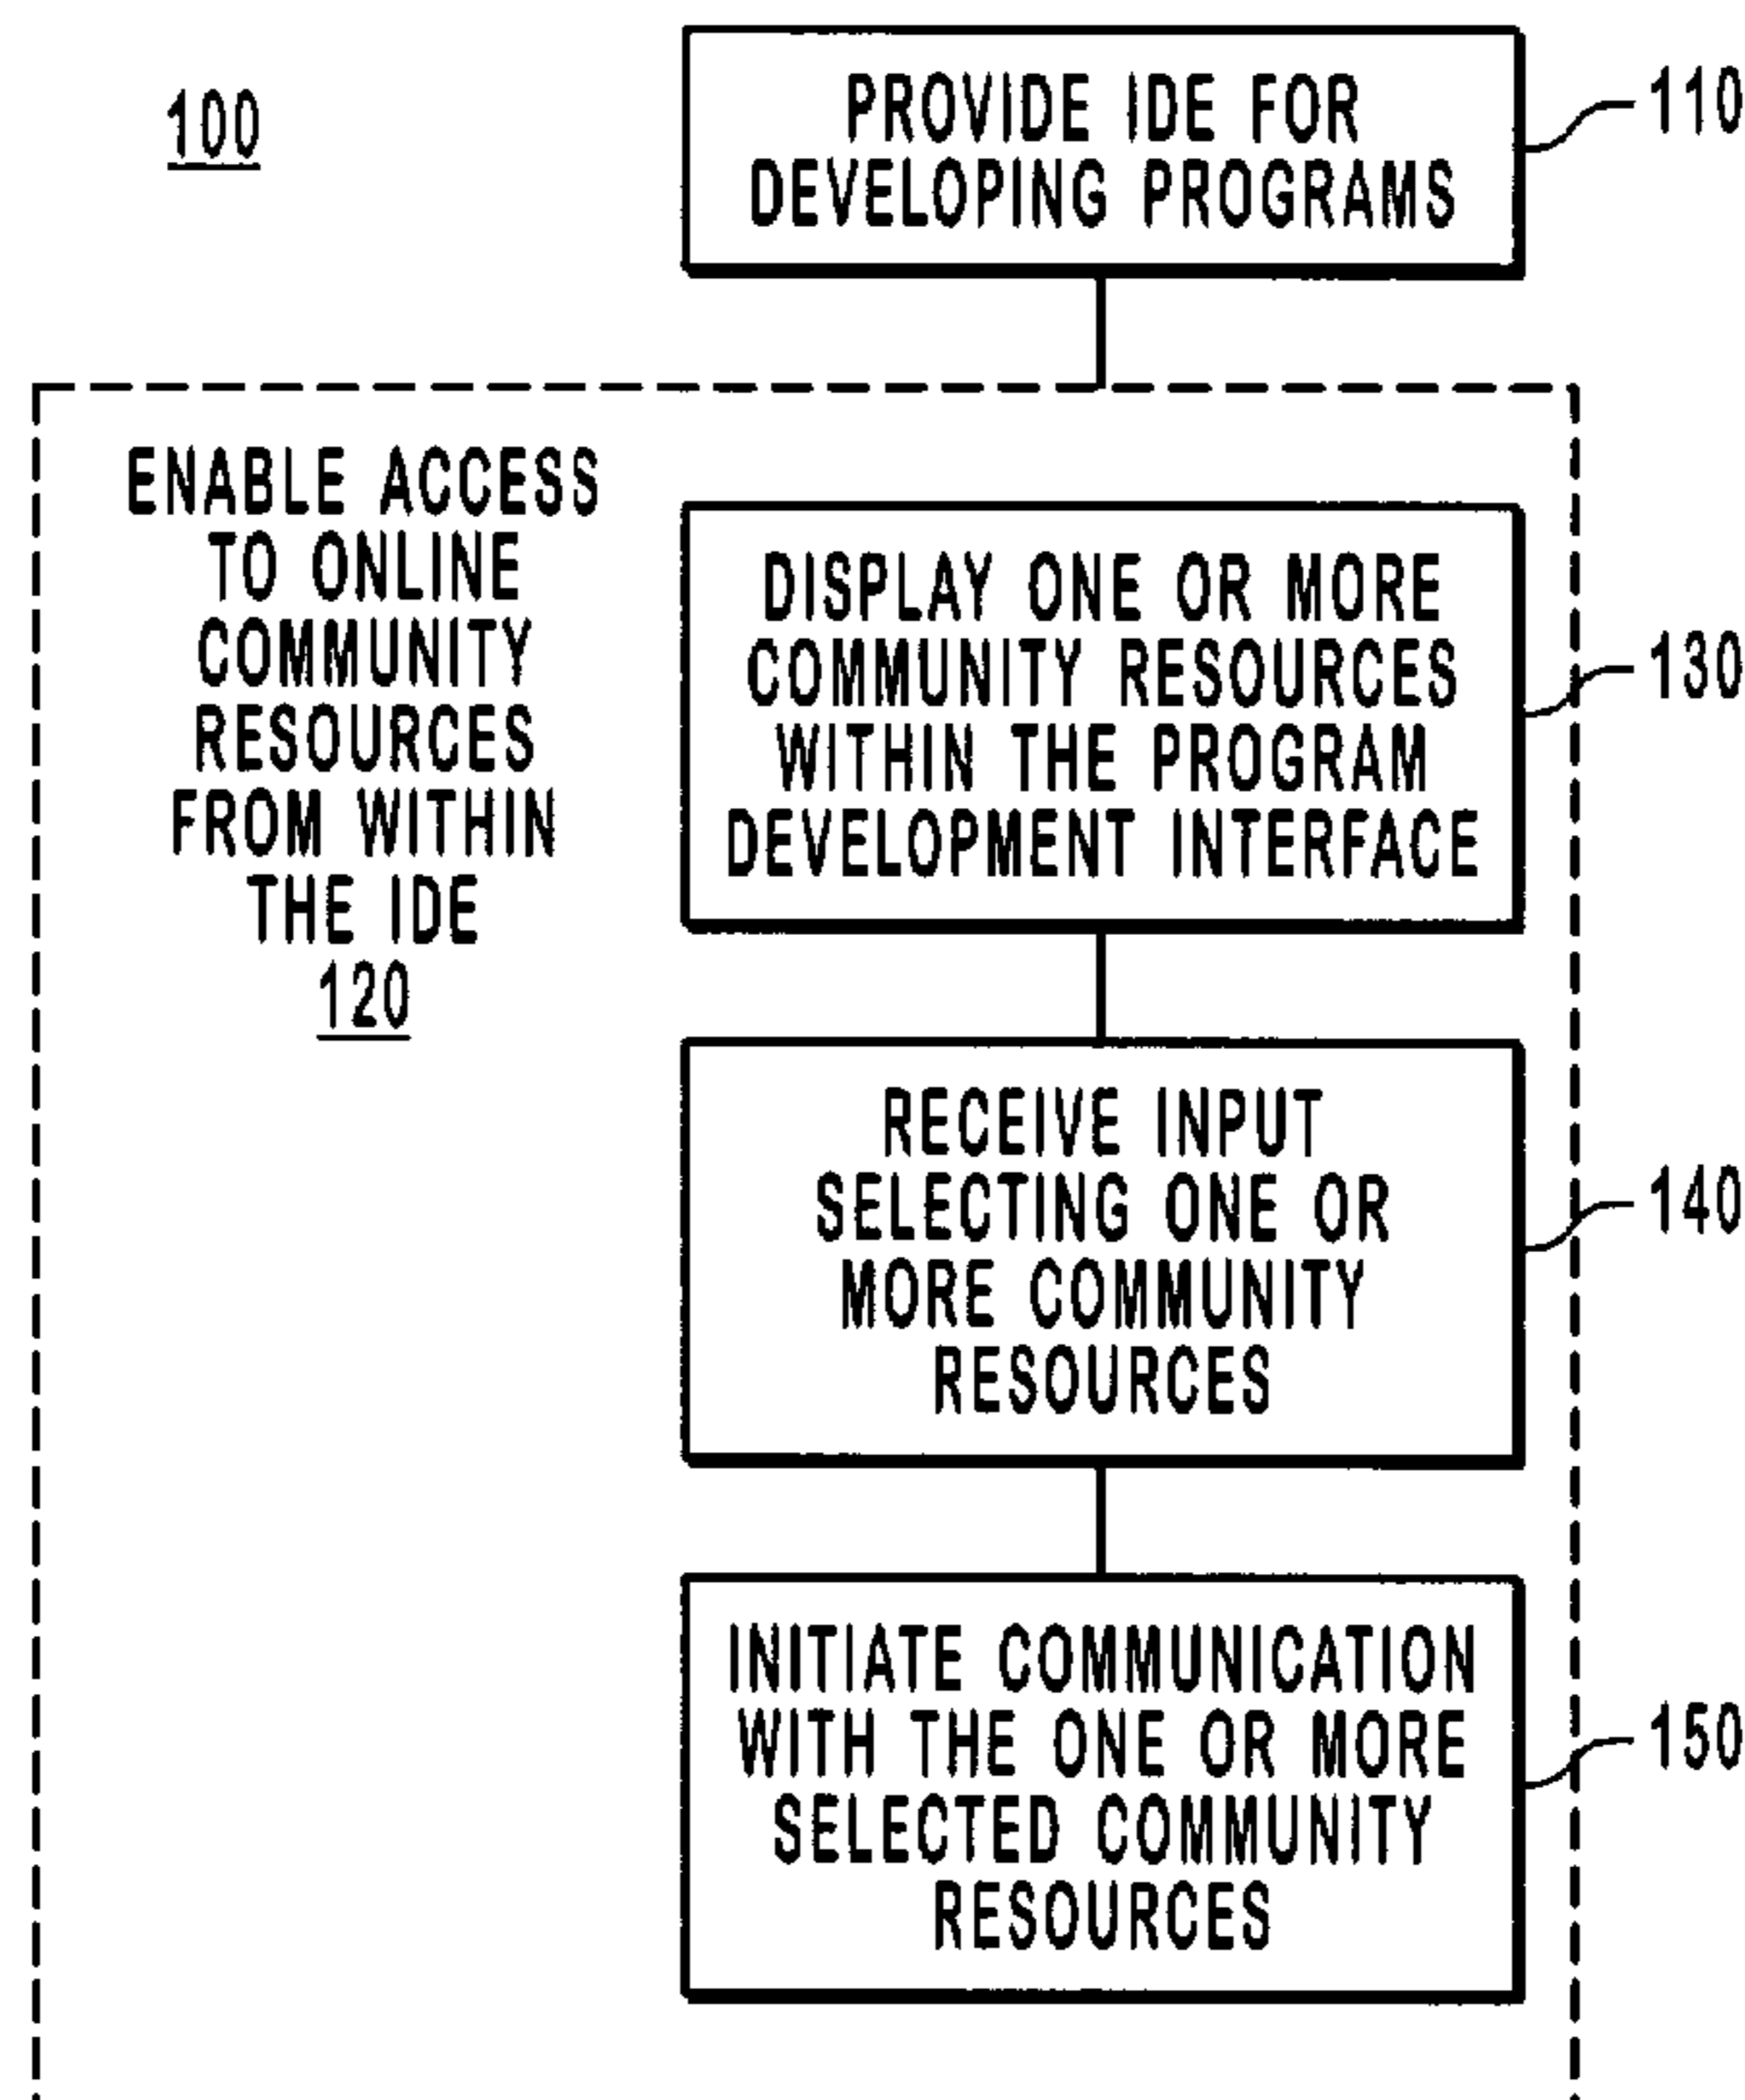 100
PROVIDE IDE FOR
DEVELOPING PROGRAMS
110
ENABLE ACCESS
TO ONLINE
COMMUNITY
RESOURCES
FROM WITHIN
THE IDE
120
DISPLAY ONE OR MORE
COMMUNITY RESOURCES
WITHIN THE PROGRAM
DEVELOPMENT INTERFACE
130
RECEIVE INPUT
SELECTING ONE OR
MORE COMMUNITY
RESOURCES
140
INITIATE COMMUNICATION
WITH THE ONE OR MORE
SELECTED COMMUNITY
RESOURCES
150